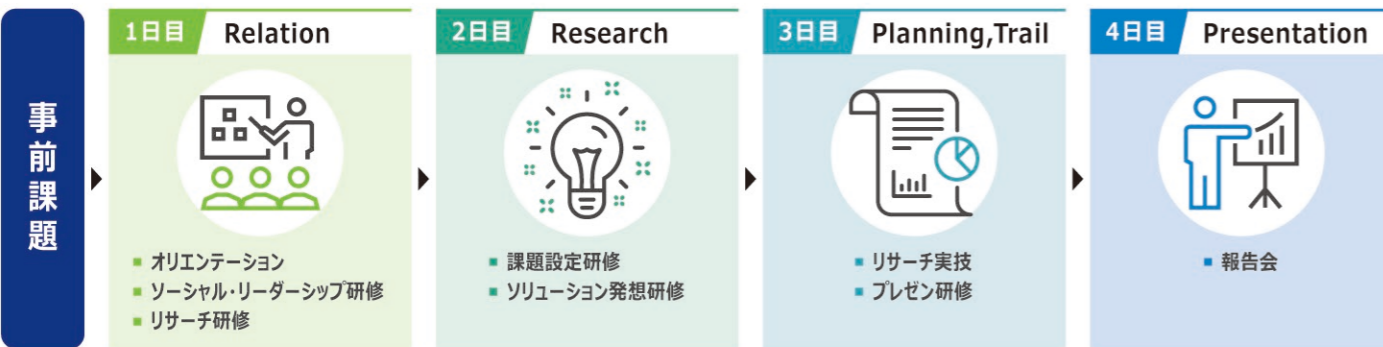 事前課題
1日目 Relation
オリエンテーション
ソーシャル・リーダーシップ研修
リサーチ研修
2日目 Research
課題設定研修
ソリューション発想研修
3日目 Planning,Trail
リサーチ実技
プレゼン研修
4日目 Presentation
報告会